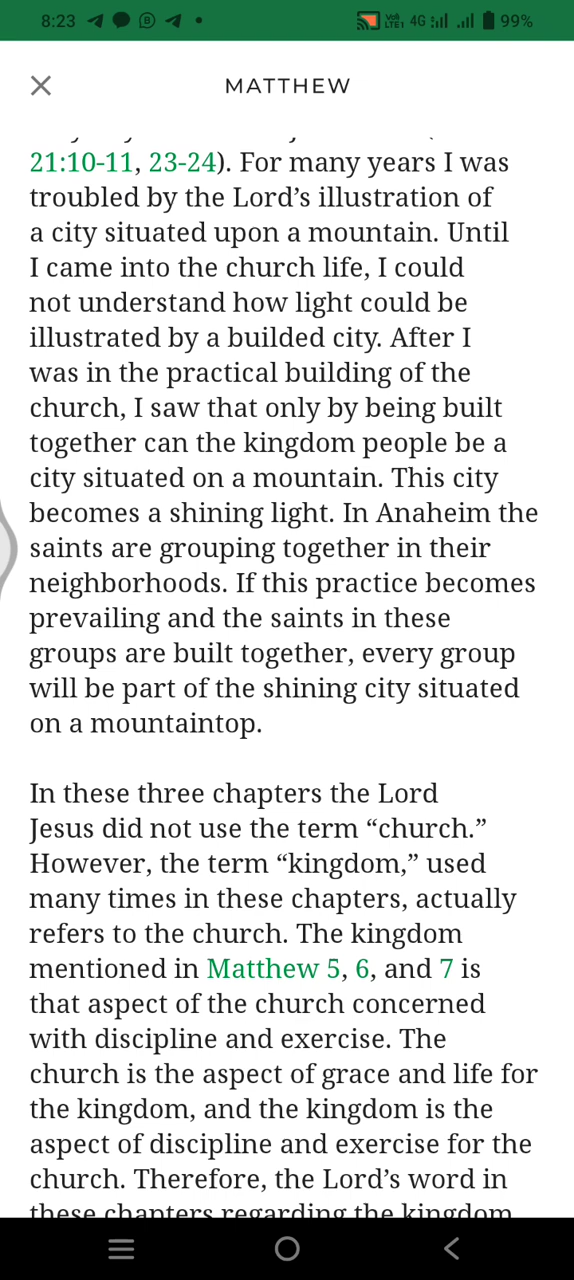 8:23
VoD LTE1 4G 99%
MATTHEW
21:10-11, 23-24). For many years I was
troubled by the Lord’s illustration of
a city situated upon a mountain. Until
I came into the church life, I could
not understand how light could be
illustrated by a builded city. After I
was in the practical building of the
church, I saw that only by being built
together can the kingdom people be a
city situated on a mountain. This city
becomes a shining light. In Anaheim the
saints are grouping together in their
neighborhoods. If this practice becomes
prevailing and the saints in these
groups are built together, every group
will be part of the shining city situated
on a mountaintop.
In these three chapters the Lord
Jesus did not use the term “church.”
However, the term “kingdom,” used
many times in these chapters, actually
refers to the church. The kingdom
mentioned in Matthew 5, 6, and 7 is
that aspect of the church concerned
with discipline and exercise. The
church is the aspect of grace and life for
the kingdom, and the kingdom is the
aspect of discipline and exercise for the
church. Therefore, the Lord’s word in
these chapters regarding the kingdom